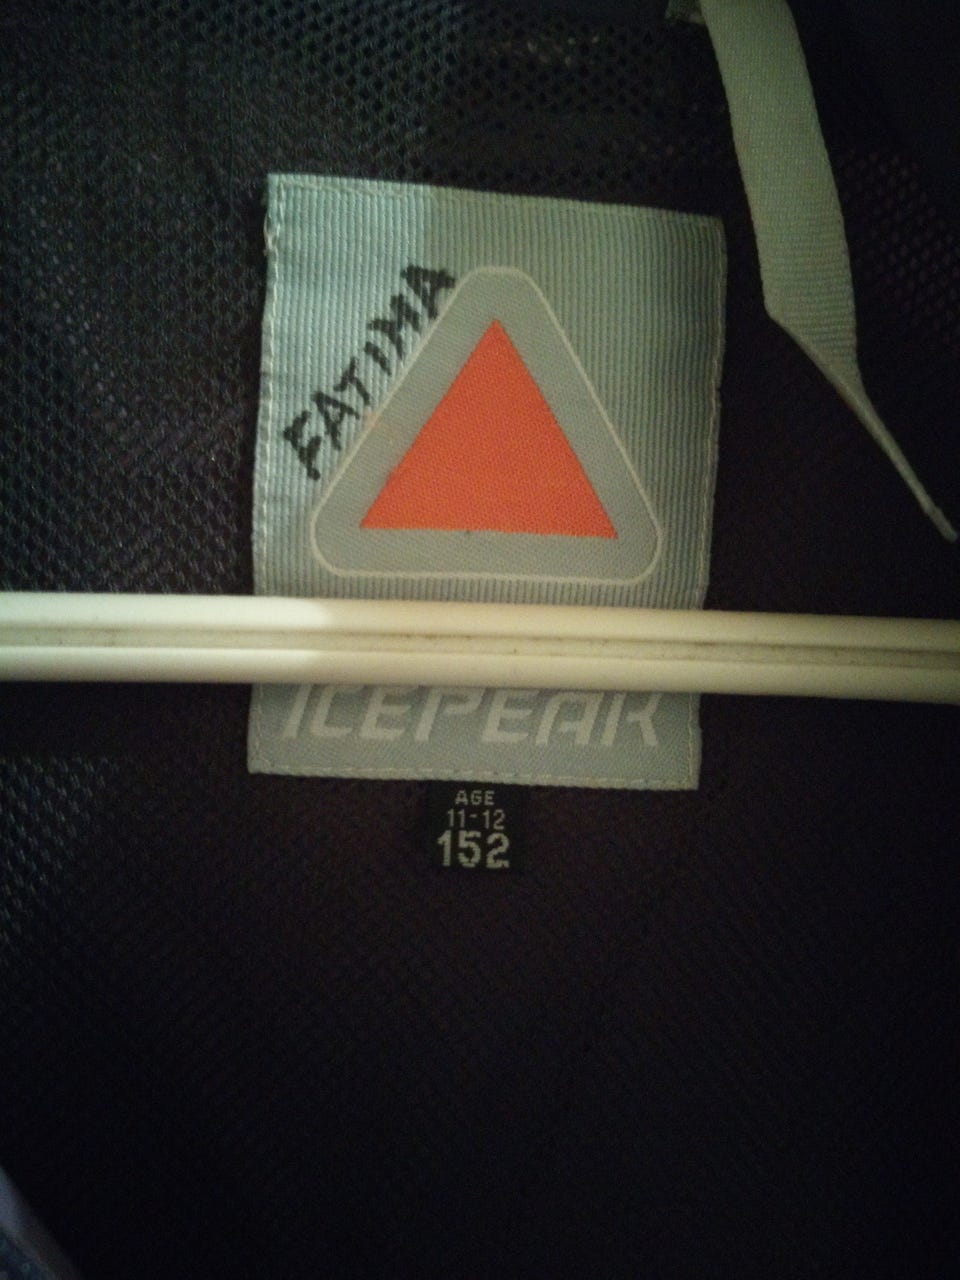 FATIMA
ICEPEAK
AGE
11-12
152